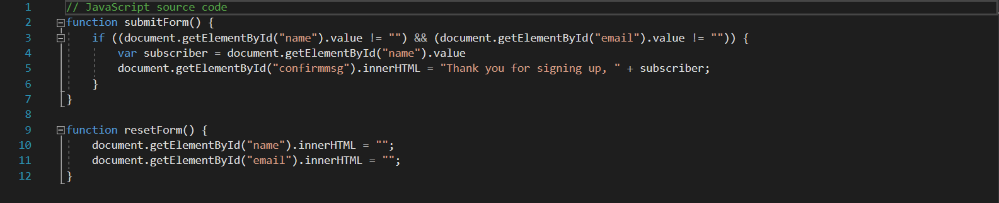 1 // JavaScript source code
2 function submitForm() {
3     if ((document.getElementById("name").value != "") && (document.getElementById("email").value != "")) {
4         var subscriber = document.getElementById("name").value
5         document.getElementById("confirmmsg").innerHTML = "Thank you for signing up, " + subscriber;
6     }
7 }
8
9 function resetForm() {
10     document.getElementById("name").innerHTML = "";
11     document.getElementById("email").innerHTML = "";
12 }